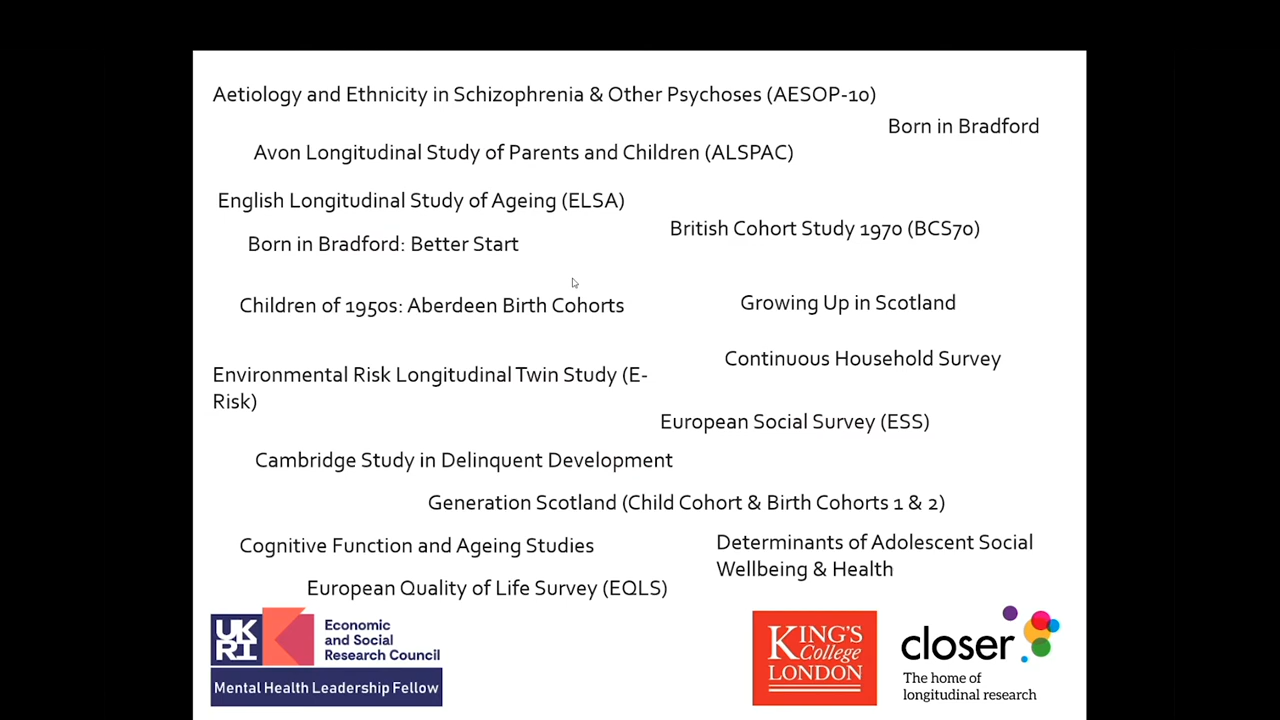 Aetiology and Ethnicity in Schizophrenia & Other Psychoses (AESOP-10)
Born in Bradford
Avon Longitudinal Study of Parents and Children (ALSPAC)
English Longitudinal Study of Ageing (ELSA)
British Cohort Study 1970 (BCS70)
Born in Bradford: Better Start
Children of 1950s: Aberdeen Birth Cohorts
Growing Up in Scotland
Continuous Household Survey
Environmental Risk Longitudinal Twin Study (E-
Risk)
European Social Survey (ESS)
Cambridge Study in Delinquent Development
Generation Scotland (Child Cohort & Birth Cohorts 1 & 2)
Cognitive Function and Ageing Studies
Determinants of Adolescent Social
Wellbeing & Health
European Quality of Life Survey (EQLS)
UK
RI
Economic
and Social
Research Council
Mental Health Leadership Fellow
KING'S
College
LONDON
closer
The home of
longitudinal research